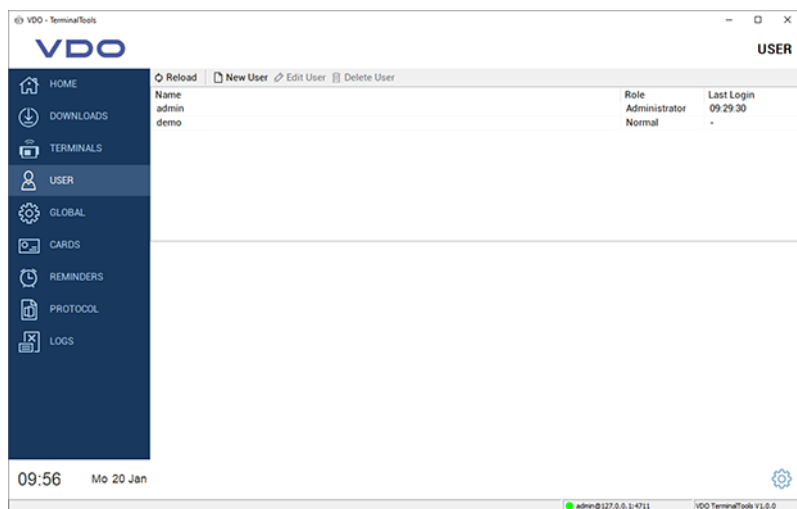 VDO - TerminalTools
VDO
USER
HOME
DOWNLOADS
TERMINALS
USER
GLOBAL
CARDS
REMINDERS
PROTOCOL
LOGS
Reload New User Edit User Delete User
Name Role Last Login
admin Administrator 09:29:30
demo Normal -
09:56 Mo 20 Jan
admin@127.0.0.1:4711 VDO TerminalTools V1.0.0